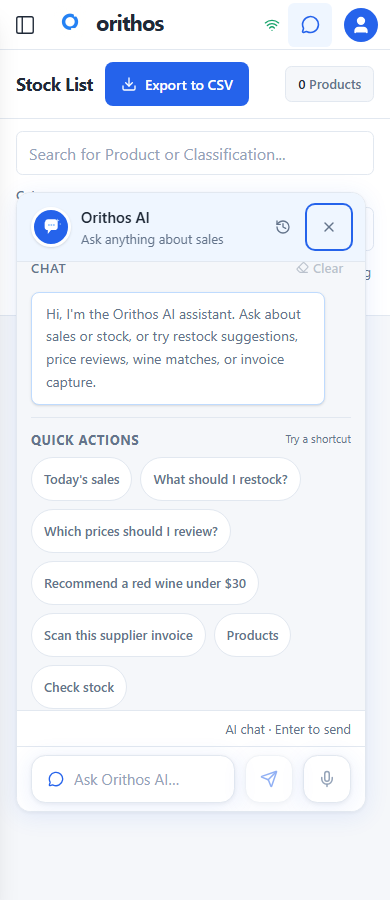 orithos
Stock List
Export to CSV
0 Products
Search for Product or Classification...
Orithos AI
Ask anything about sales
CHAT
Clear
Hi, I'm the Orithos AI assistant. Ask about
sales or stock, or try restock suggestions,
price reviews, wine matches, or invoice
capture.
QUICK ACTIONS
Try a shortcut
Today's sales
What should I restock?
Which prices should I review?
Recommend a red wine under $30
Scan this supplier invoice
Products
Check stock
AI chat · Enter to send
Ask Orithos AI...